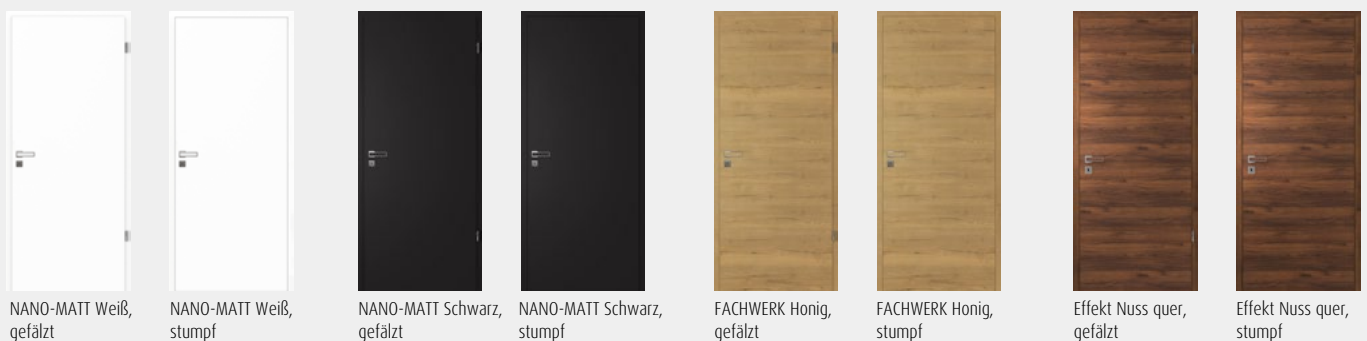 NANO-MATT Weiß,
gefälzt
NANO-MATT Weiß,
stumpf
NANO-MATT Schwarz,
gefälzt
NANO-MATT Schwarz,
stumpf
FACHWERK Honig,
gefälzt
FACHWERK Honig,
stumpf
Effekt Nuss quer,
gefälzt
Effekt Nuss quer,
stumpf